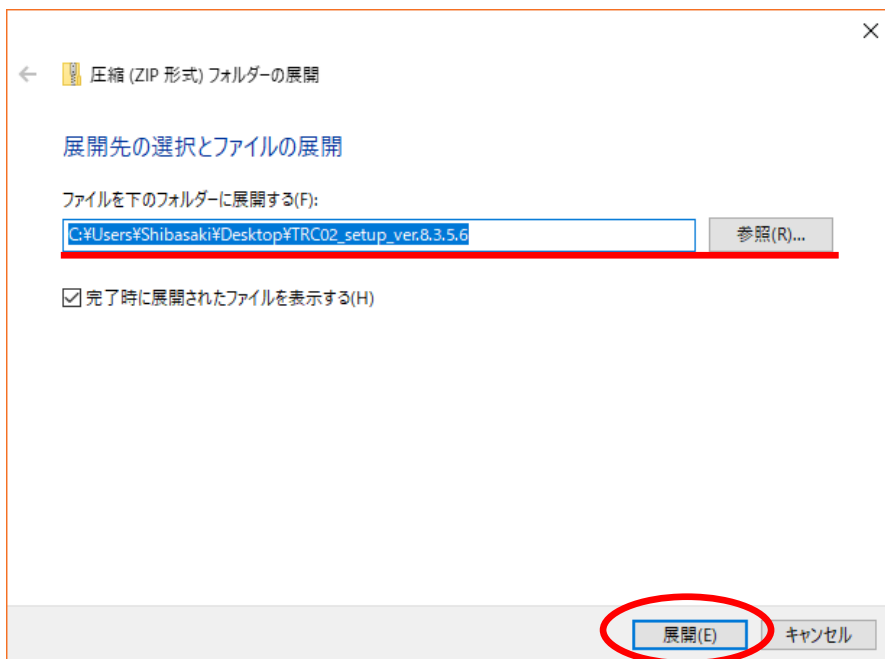 圧縮 (ZIP 形式) フォルダーの展開
展開先の選択とファイルの展開
ファイルを下のフォルダーに展開する(F):
C:¥Users¥Shibasaki¥Desktop¥TRC02_setup_ver.8.3.5.6
参照(R)...
完了時に展開されたファイルを表示する(H)
展開(E)
キャンセル